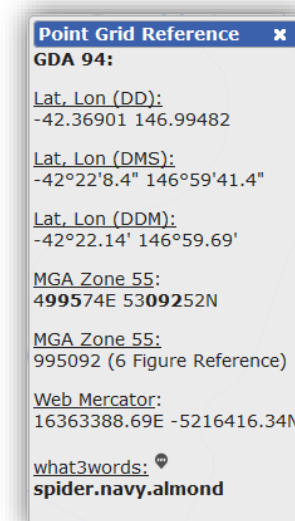 Point Grid Reference ×
GDA 94:
Lat, Lon (DD):
-42.36901 146.99482
Lat, Lon (DMS):
-42°22'8.4" 146°59'41.4"
Lat, Lon (DDM):
-42°22.14' 146°59.69'
MGA Zone 55:
499574E 5309252N
MGA Zone 55:
995092 (6 Figure Reference)
Web Mercator:
16363388.69E -5216416.34N
what3words:
spider.navy.almond